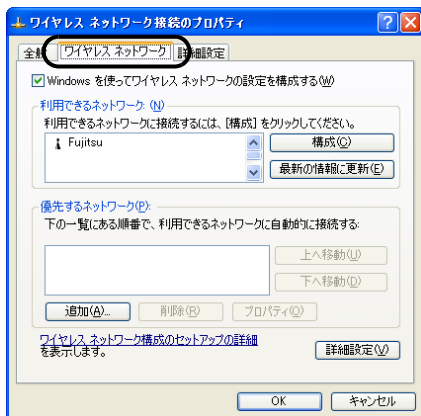 ワイヤレス ネットワーク接続のプロパティ
全般 ワイヤレス ネットワーク 詳細設定
Windows を使ってワイヤレス ネットワークの設定を構成する(W)
利用できるネットワーク: (N)
利用できるネットワークに接続するには、[構成] をクリックしてください。
Fujitsu
構成(C)
最新の情報に更新(E)
優先するネットワーク(P):
下の一覧にある順番で、利用できるネットワークに自動的に接続する:
上へ移動(U)
下へ移動(D)
追加(A)... 削除(R) プロパティ(O)
ワイヤレス ネットワーク構成のセットアップの詳細
を表示します。
詳細設定(V)
OK キャンセル